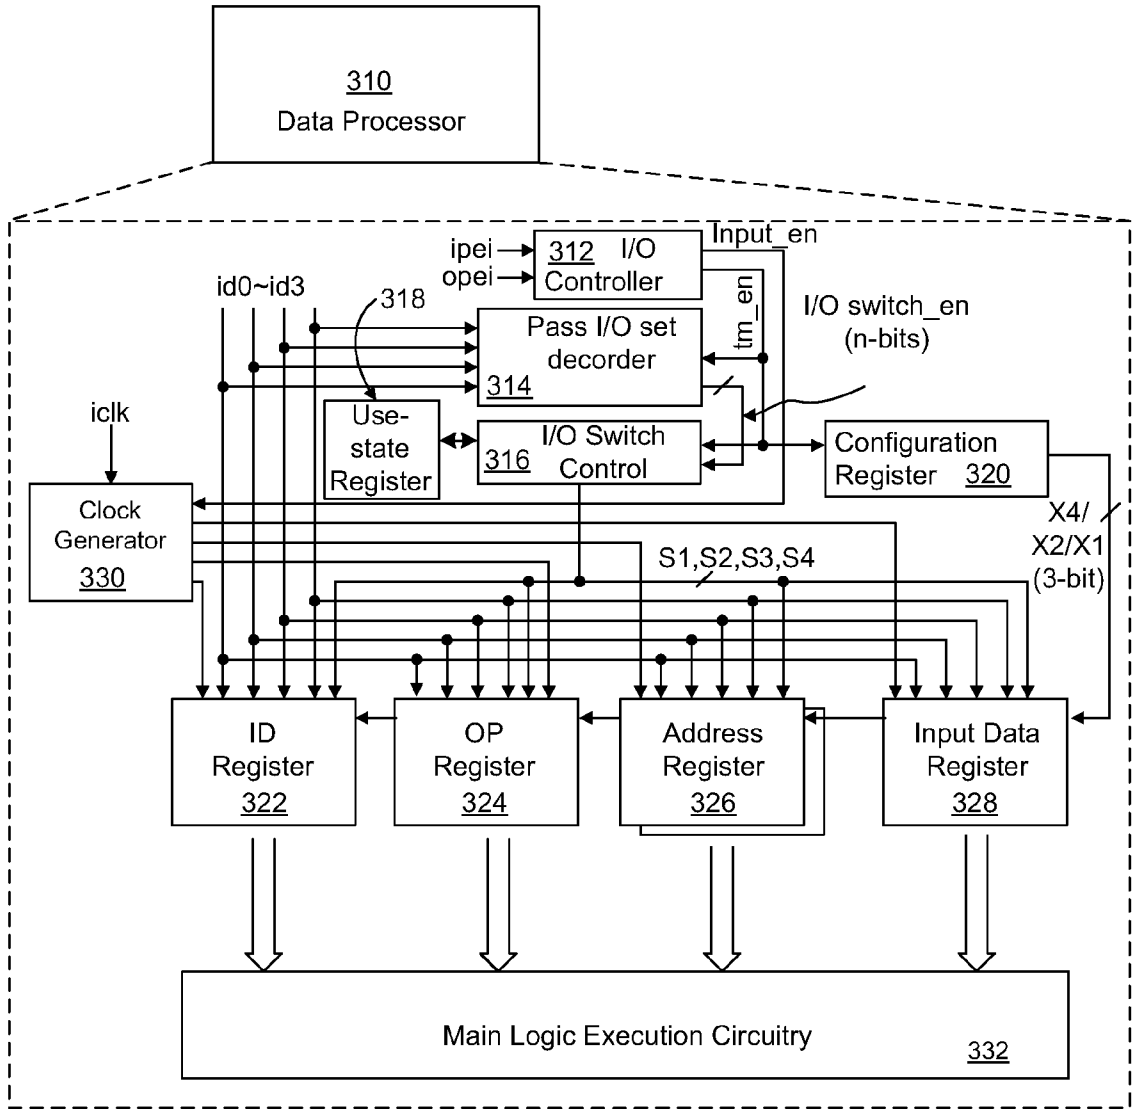 310
Data Processor
Input_en
ipei
312 I/O
opei
Controller
id0~id3
318
tm_en
I/O switch_en
(n-bits)
Pass I/O set
decorder
314
iclk
Use-
state
Register
I/O Switch
316 Control
Configuration
Register 320
Clock
Generator
330
X4/
X2/X1
(3-bit)
S1,S2,S3,S4
ID
Register
322
OP
Register
324
Address
Register
326
Input Data
Register
328
Main Logic Execution Circuitry
332